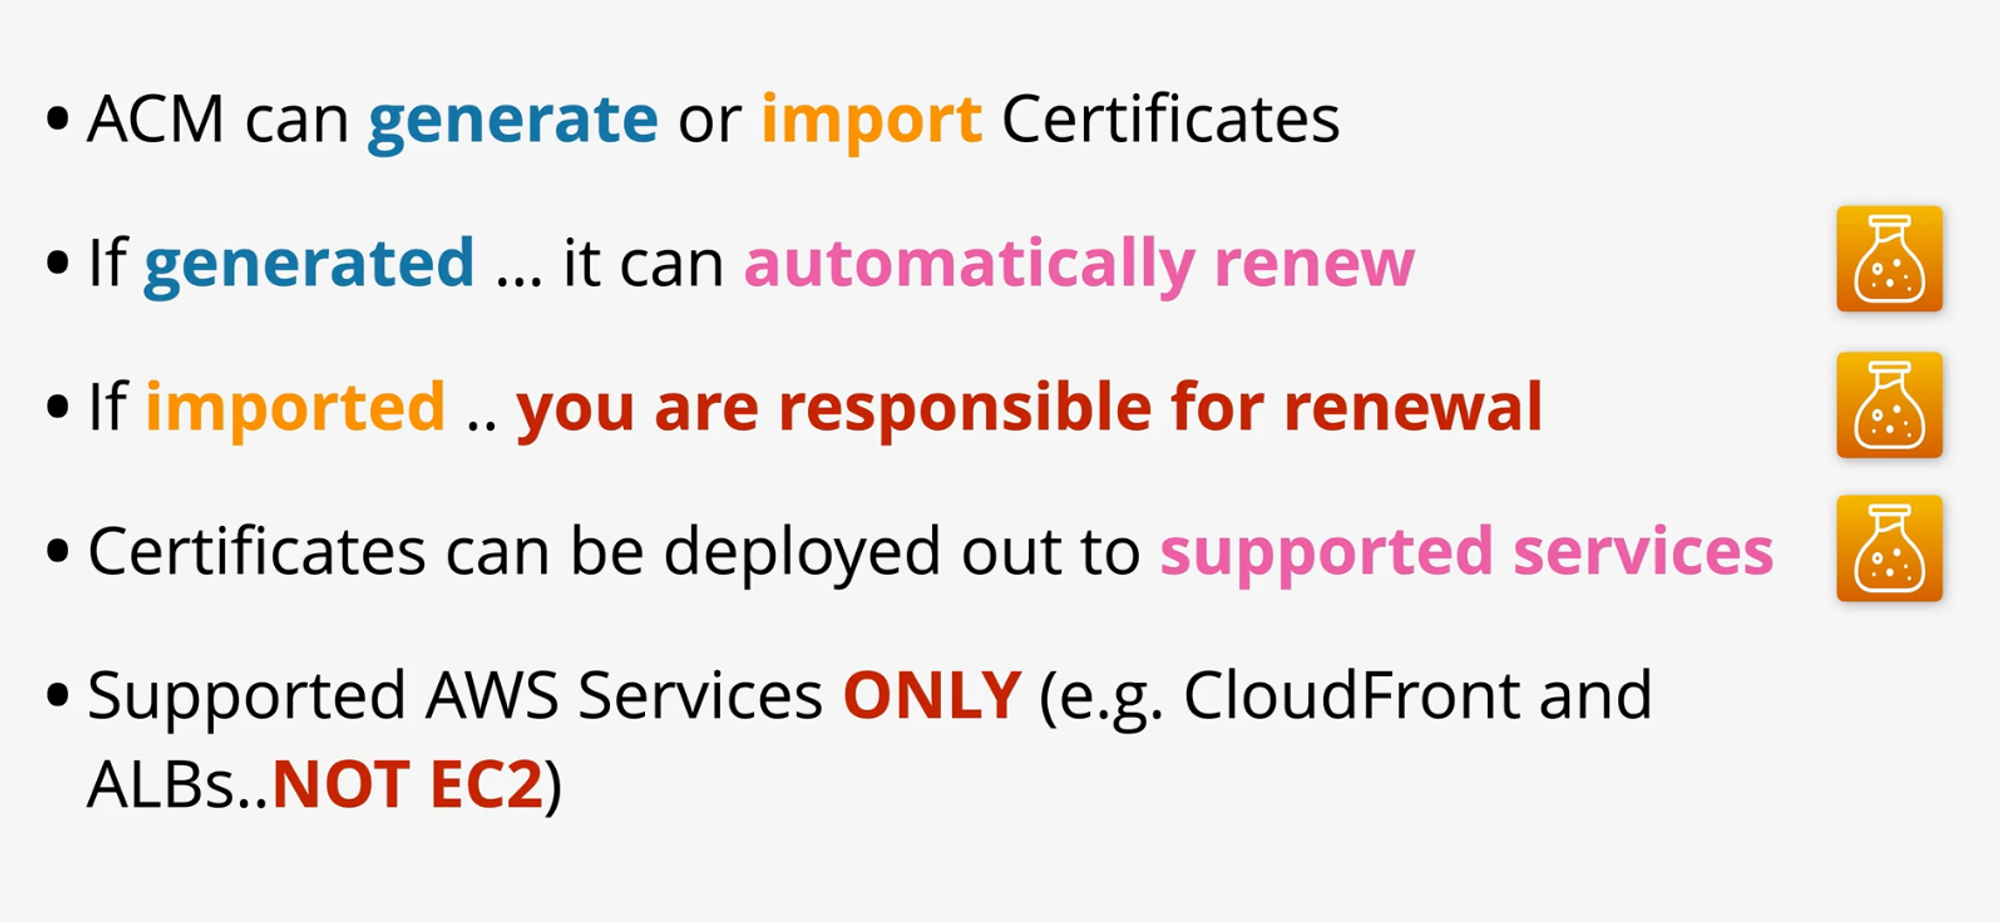 • ACM can generate or import Certificates
• If generated ... it can automatically renew
• If imported .. you are responsible for renewal
• Certificates can be deployed out to supported services
• Supported AWS Services ONLY (e.g. CloudFront and
ALBs..NOT EC2)